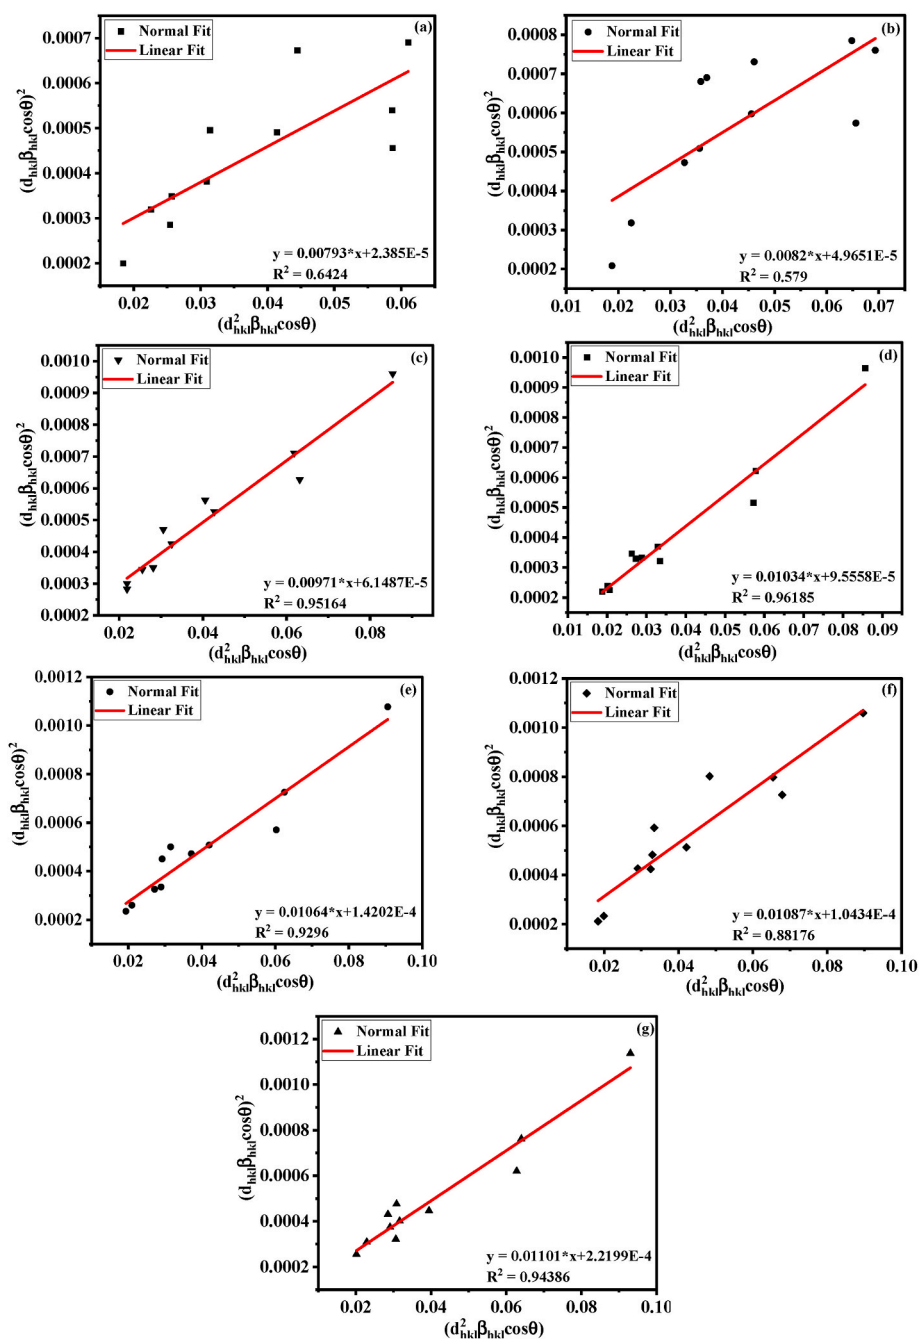 (a)
Normal Fit
Linear Fit
0.0007
0.0006
0.0005
0.0004
0.0003
0.0002
(d_hkl β_hkl cosθ)²
y = 0.00793*x+2.385E-5
R² = 0.6424
0.02 0.03 0.04 0.05 0.06
(d²_hkl β_hkl cosθ)
(b)
Normal Fit
Linear Fit
0.0008
0.0007
0.0006
0.0005
0.0004
0.0003
0.0002
(d_hkl β_hkl cosθ)²
y = 0.0082*x+4.9651E-5
R² = 0.579
0.01 0.02 0.03 0.04 0.05 0.06 0.07
(d²_hkl β_hkl cosθ)
(c)
Normal Fit
Linear Fit
0.0010
0.0009
0.0008
0.0007
0.0006
0.0005
0.0004
0.0003
0.0002
(d_hkl β_hkl cosθ)²
y = 0.00971*x+6.1487E-5
R² = 0.95164
0.02 0.04 0.06 0.08
(d²_hkl β_hkl cosθ)
(d)
Normal Fit
Linear Fit
0.0010
0.0009
0.0008
0.0007
0.0006
0.0005
0.0004
0.0003
0.0002
(d_hkl β_hkl cosθ)²
y = 0.01034*x+9.5558E-5
R² = 0.96185
0.01 0.02 0.03 0.04 0.05 0.06 0.07 0.08 0.09
(d²_hkl β_hkl cosθ)
(e)
Normal Fit
Linear Fit
0.0012
0.0010
0.0008
0.0006
0.0004
0.0002
(d_hkl β_hkl cosθ)²
y = 0.01064*x+1.4202E-4
R² = 0.9296
0.02 0.04 0.06 0.08 0.10
(d²_hkl β_hkl cosθ)
(f)
Normal Fit
Linear Fit
0.0012
0.0010
0.0008
0.0006
0.0004
0.0002
(d_hkl β_hkl cosθ)²
y = 0.01087*x+1.0434E-4
R² = 0.88176
0.02 0.04 0.06 0.08 0.10
(d²_hkl β_hkl cosθ)
(g)
Normal Fit
Linear Fit
0.0012
0.0010
0.0008
0.0006
0.0004
0.0002
(d_hkl β_hkl cosθ)²
y = 0.01101*x+2.2199E-4
R² = 0.94386
0.02 0.04 0.06 0.08 0.10
(d²_hkl β_hkl cosθ)